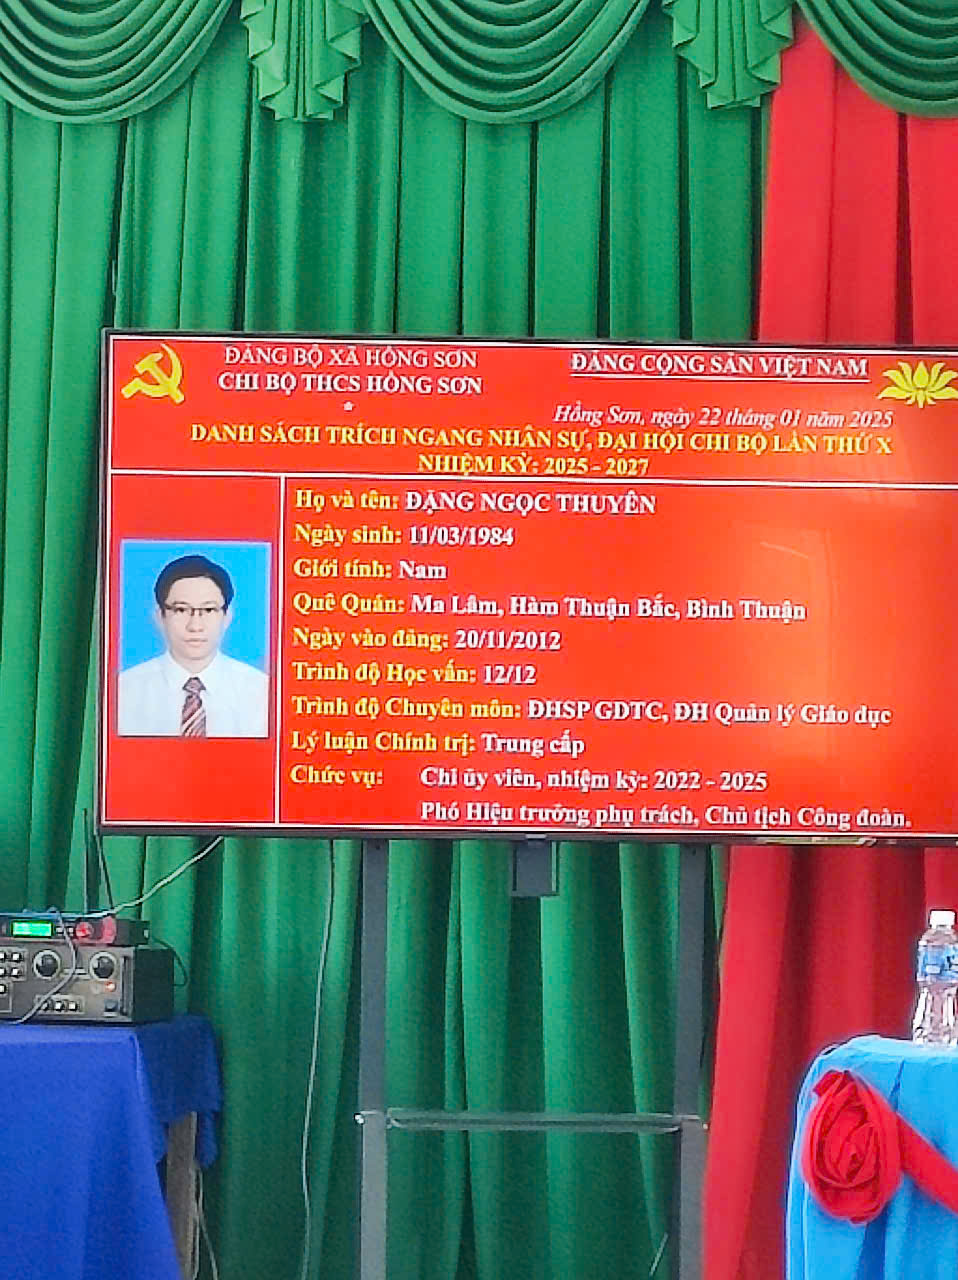 ĐẢNG BỘ XÃ HỒNG SƠN
ĐẢNG CỘNG SẢN VIỆT NAM
CHI BỘ THCS HỒNG SƠN
*
Hồng Sơn, ngày 22 tháng 01 năm 2025
DANH SÁCH TRÍCH NGANG NHÂN SỰ, ĐẠI HỘI CHI BỘ LẦN THỨ X
NHIỆM KỲ: 2025 - 2027
Họ và tên: ĐẶNG NGỌC THUYÊN
Ngày sinh: 11/03/1984
Giới tính: Nam
Quê Quán: Ma Lâm, Hàm Thuận Bắc, Bình Thuận
Ngày vào đảng: 20/11/2012
Trình độ Học vấn: 12/12
Trình độ Chuyên môn: ĐHSP GDTC, ĐH Quản lý Giáo dục
Lý luận Chính trị: Trung cấp
Chức vụ: Chi ủy viên, nhiệm kỳ: 2022 - 2025
Phó Hiệu trưởng phụ trách, Chủ tịch Công đoàn.